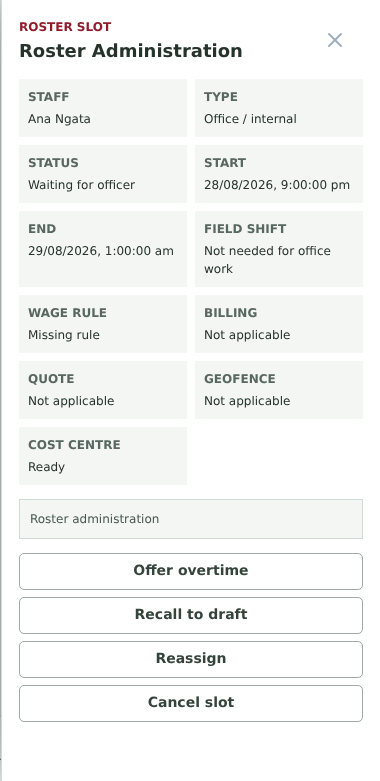 ROSTER SLOT
Roster Administration
STAFF
Ana Ngata
TYPE
Office / internal
STATUS
Waiting for officer
START
28/08/2026, 9:00:00 pm
END
29/08/2026, 1:00:00 am
FIELD SHIFT
Not needed for office
work
WAGE RULE
Missing rule
BILLING
Not applicable
QUOTE
Not applicable
GEOFENCE
Not applicable
COST CENTRE
Ready
Roster administration
Offer overtime
Recall to draft
Reassign
Cancel slot